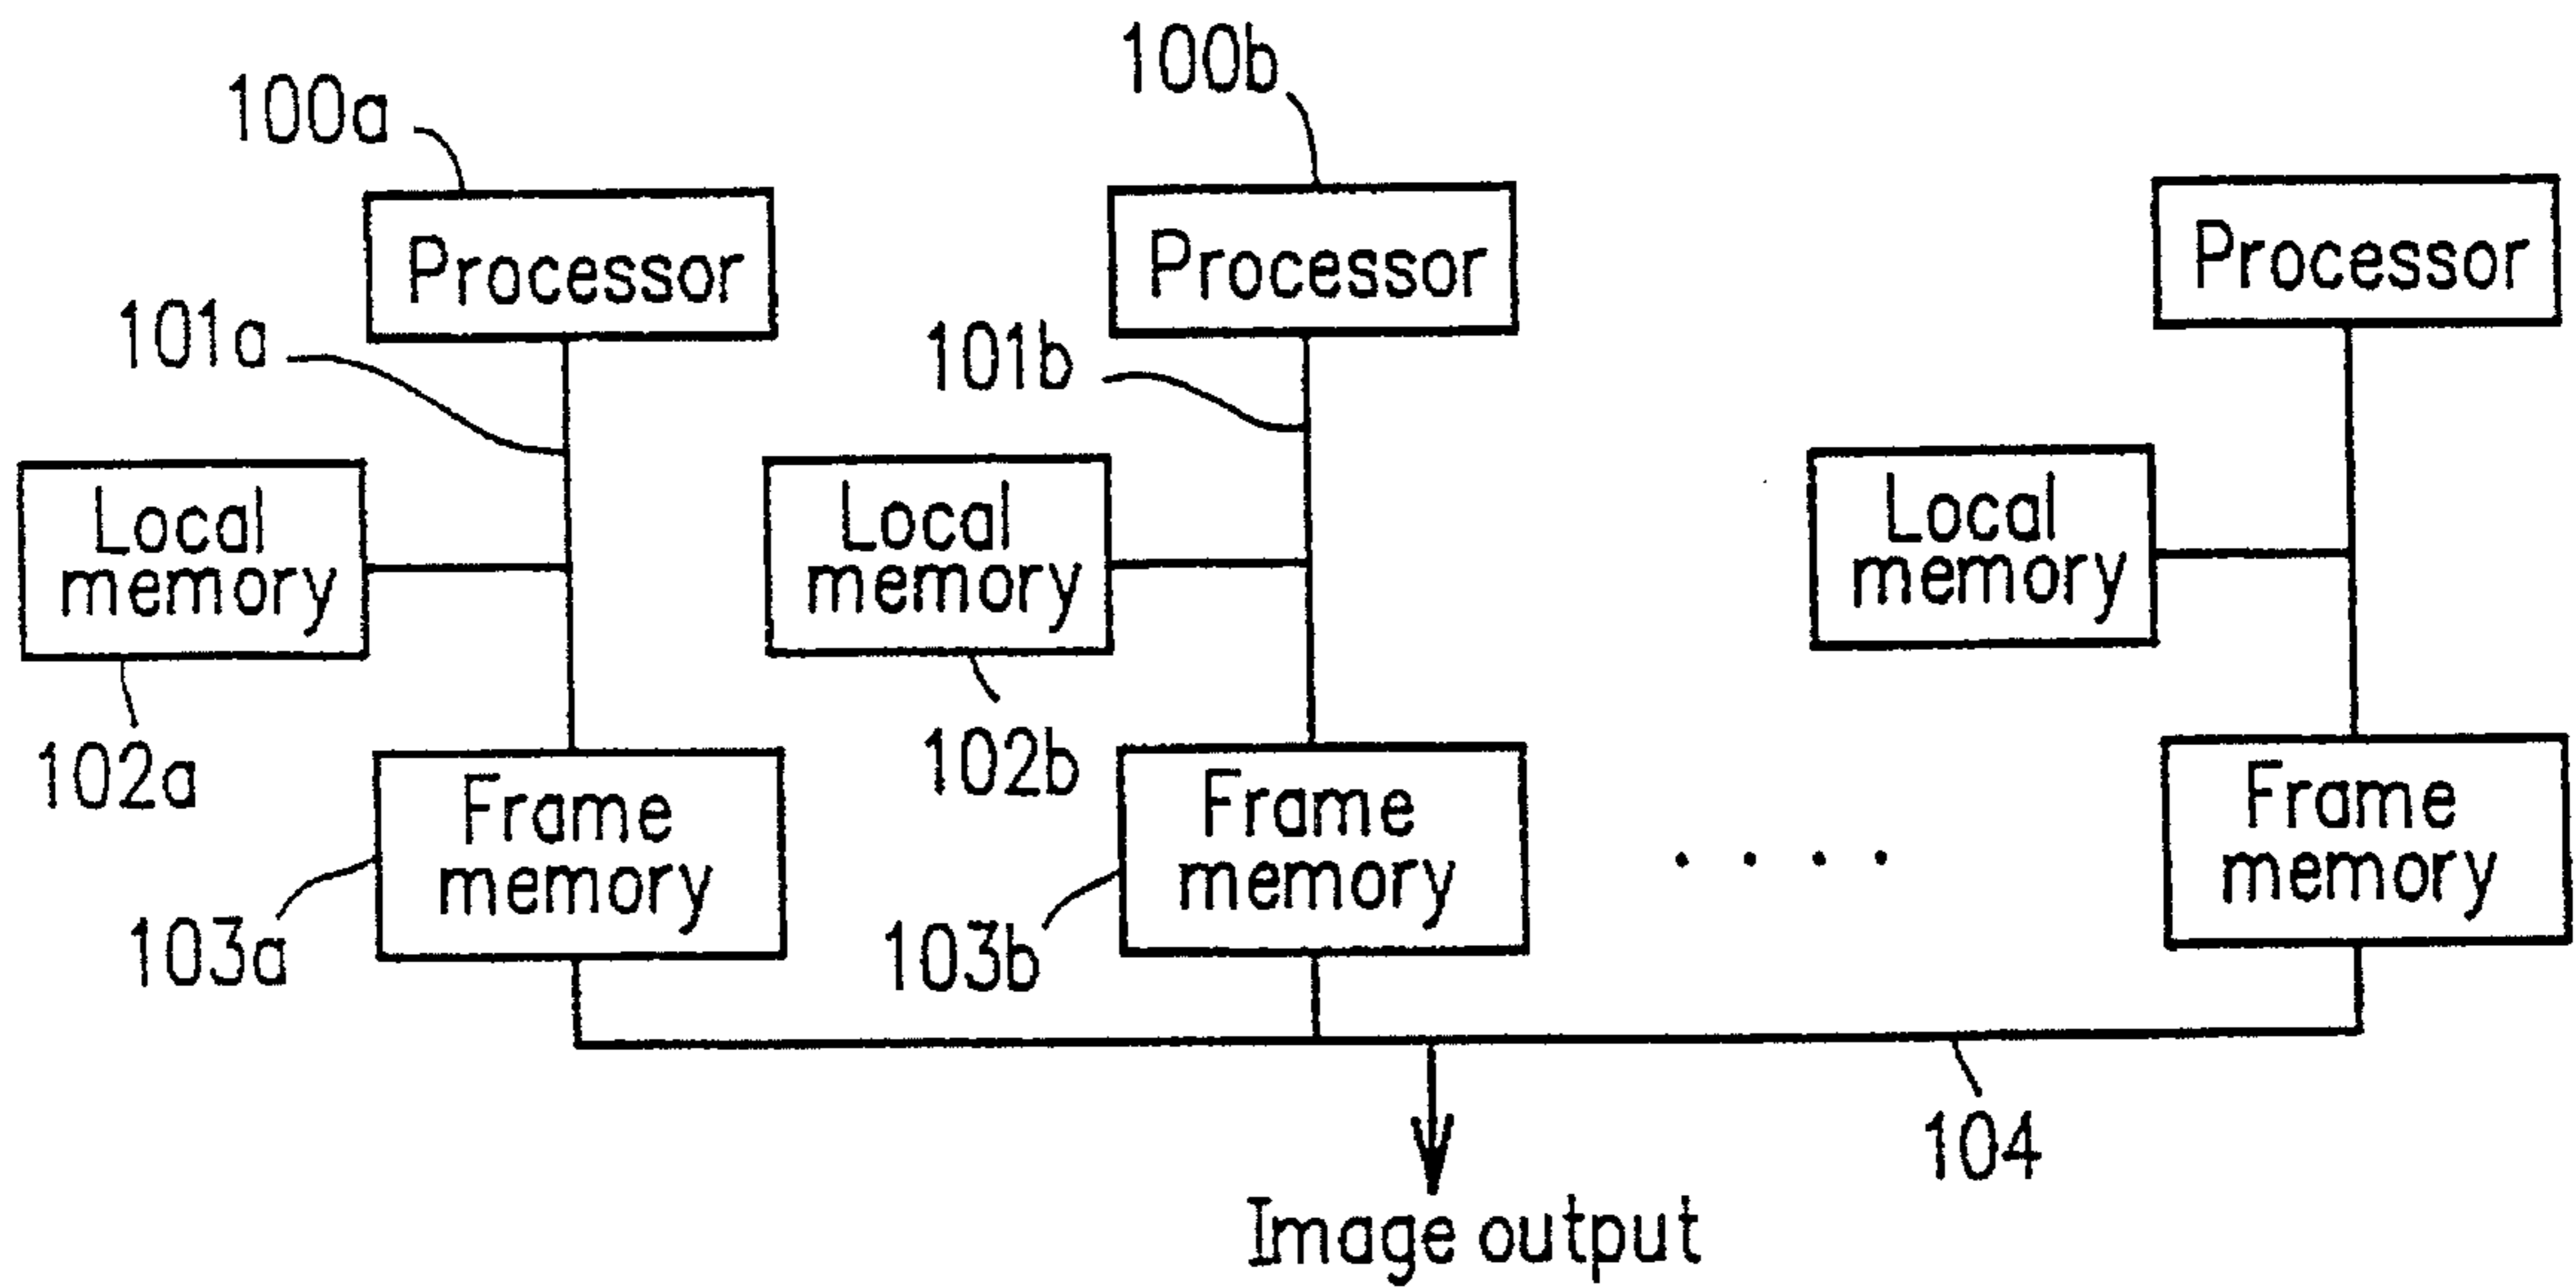 100a
100b
Processor
Processor
Processor
101a
101b
Local
memory
Local
memory
Local
memory
102a
102b
Frame
memory
Frame
memory
Frame
memory
103a
103b
104
Image output